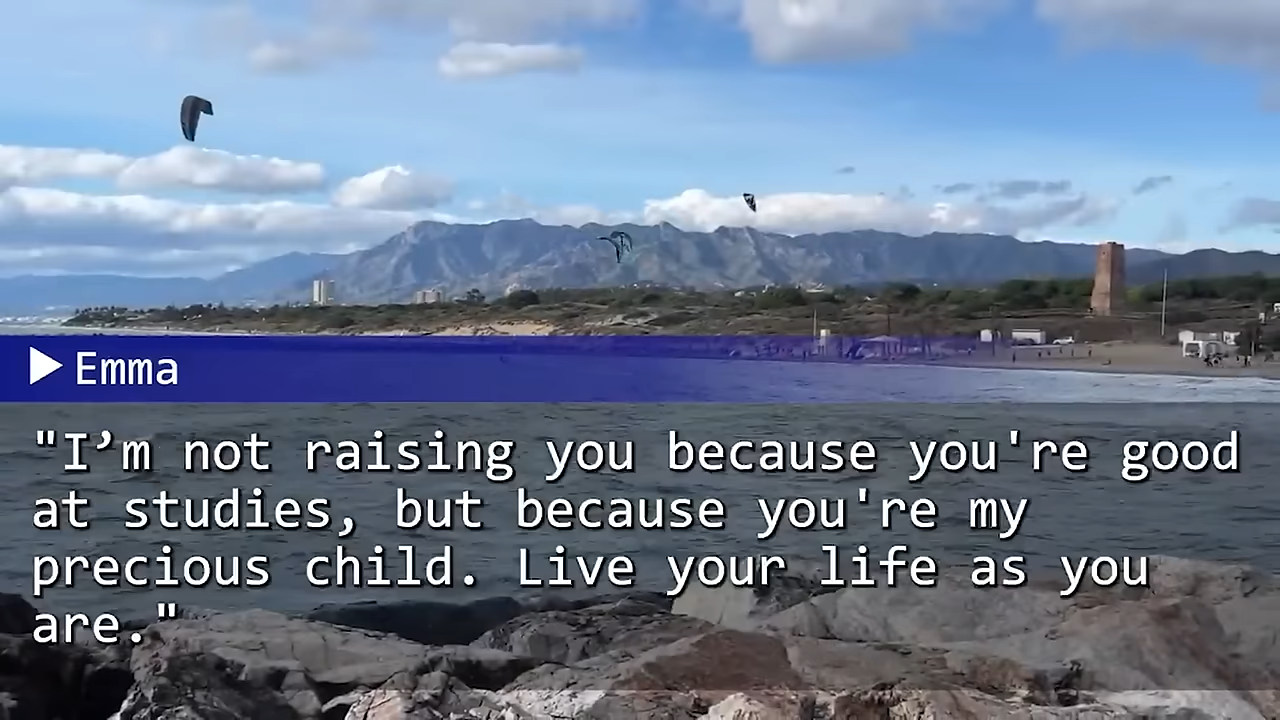 ▶ Emma
"I’m not raising you because you're good
at studies, but because you're my
precious child. Live your life as you
are."